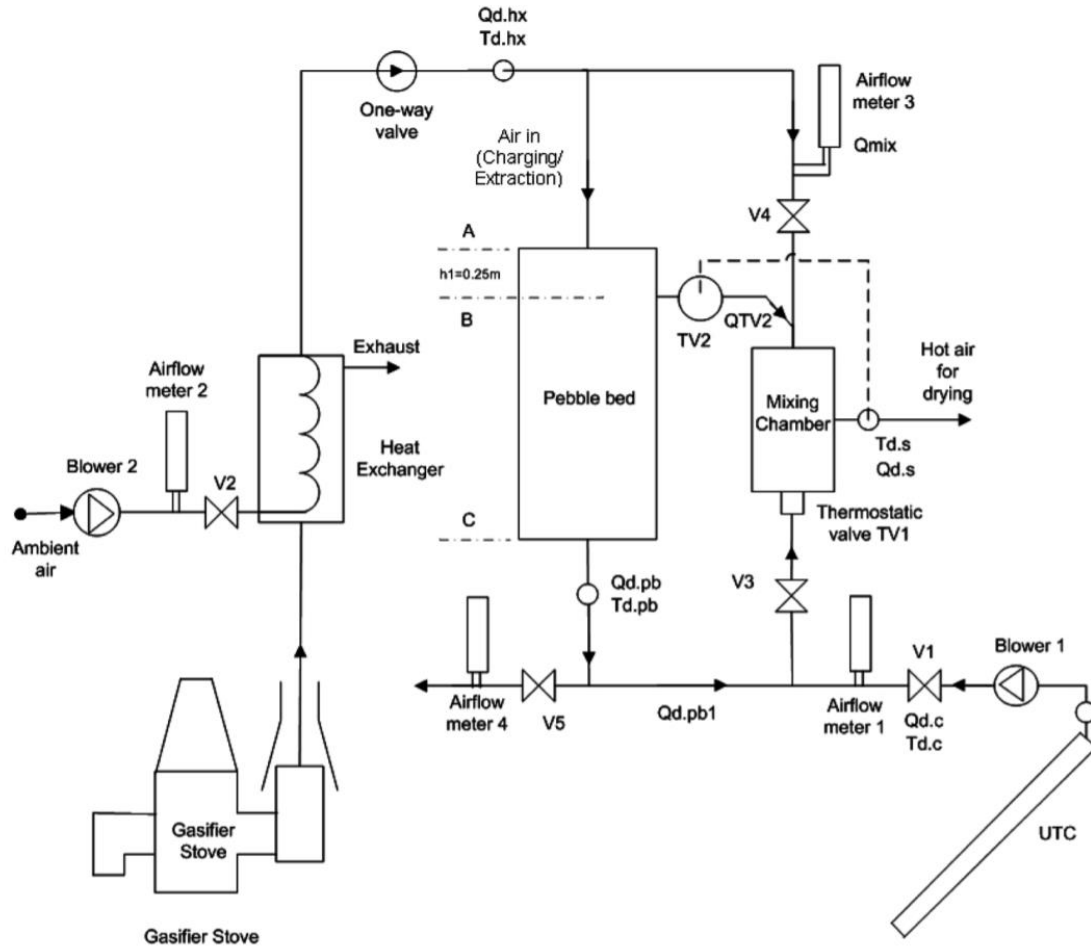 Qd.hx
Td.hx
One-way
valve
Air in
(Charging/
Extraction)
Airflow
meter 3
Qmix
V4
A
h1=0.25m
B
TV2
QTV2
Exhaust
Airflow
meter 2
Heat
Exchanger
Blower 2
V2
Ambient
air
Pebble bed
Mixing
Chamber
Hot air
for
drying
Td.s
Qd.s
Thermostatic
valve TV1
C
Qd.pb
Td.pb
V3
V1
Blower 1
Airflow
meter 4
V5
Qd.pb1
Airflow
meter 1
Qd.c
Td.c
UTC
Gasifier
Stove
Gasifier Stove